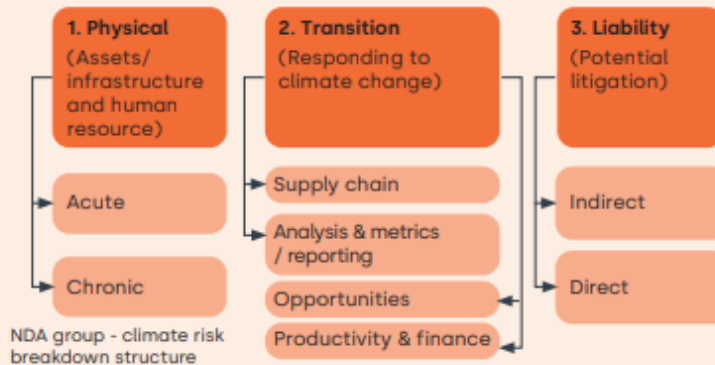 1. Physical
(Assets/
infrastructure
and human
resource)
Acute
Chronic
2. Transition
(Responding to
climate change)
Supply chain
Analysis & metrics
/ reporting
Opportunities
Productivity & finance
3. Liability
(Potential
litigation)
Indirect
Direct
NDA group - climate risk
breakdown structure